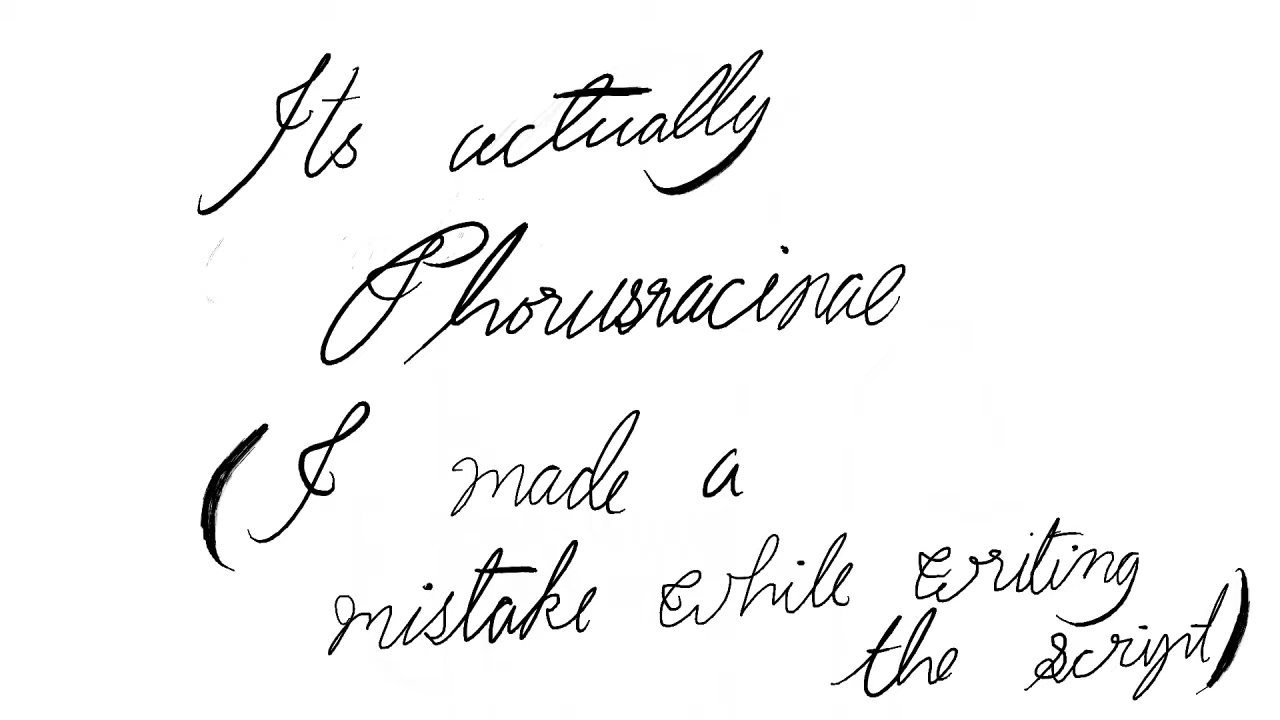 Its actually
Phorusracinae
(I made a
mistake while writing
the script)